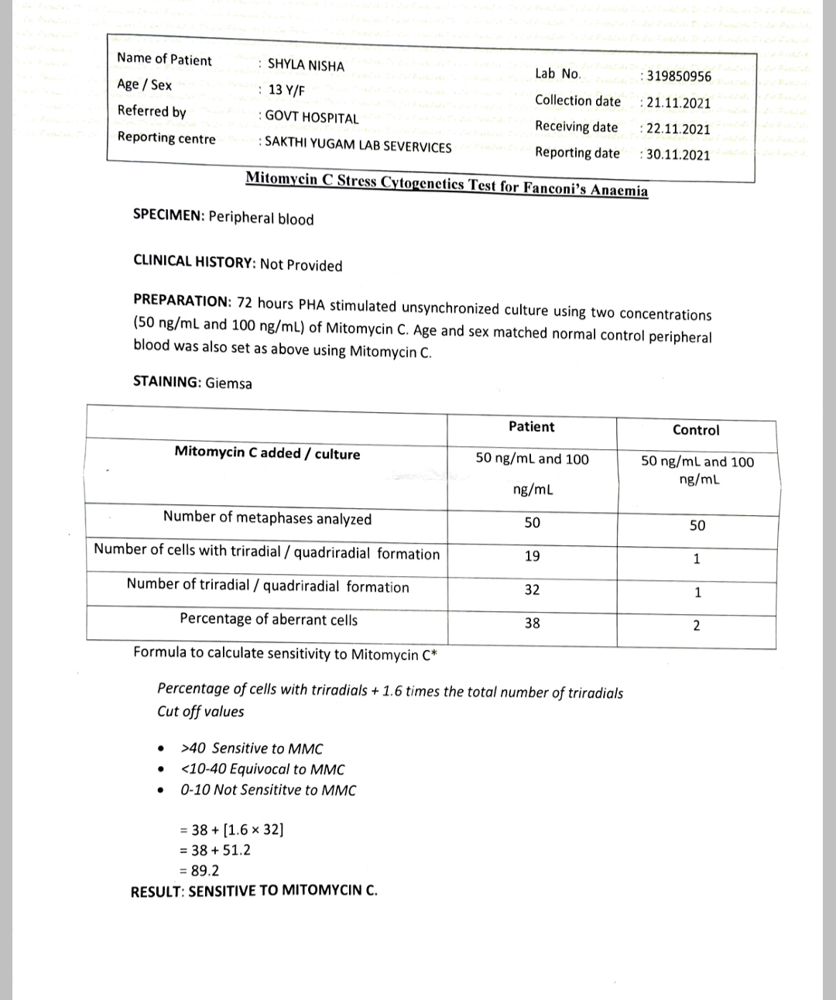 Name of Patient : SHYLA NISHA
Age / Sex : 13 Y/F
Referred by : GOVT HOSPITAL
Reporting centre : SAKTHI YUGAM LAB SEVERVICES
Lab No. : 319850956
Collection date : 21.11.2021
Receiving date : 22.11.2021
Reporting date : 30.11.2021
Mitomycin C Stress Cytogenetics Test for Fanconi's Anaemia
SPECIMEN: Peripheral blood
CLINICAL HISTORY: Not Provided
PREPARATION: 72 hours PHA stimulated unsynchronized culture using two concentrations
(50 ng/mL and 100 ng/mL) of Mitomycin C. Age and sex matched normal control peripheral
blood was also set as above using Mitomycin C.
STAINING: Giemsa
Patient Control
Mitomycin C added / culture 50 ng/mL and 100 50 ng/mL and 100
ng/mL ng/mL
Number of metaphases analyzed 50 50
Number of cells with triradial / quadriradial formation 19 1
Number of triradial / quadriradial formation 32 1
Percentage of aberrant cells 38 2
Formula to calculate sensitivity to Mitomycin C*
Percentage of cells with triradials + 1.6 times the total number of triradials
Cut off values
• >40 Sensitive to MMC
• <10-40 Equivocal to MMC
• 0-10 Not Sensititve to MMC
= 38 + [1.6 × 32]
= 38 + 51.2
= 89.2
RESULT: SENSITIVE TO MITOMYCIN C.